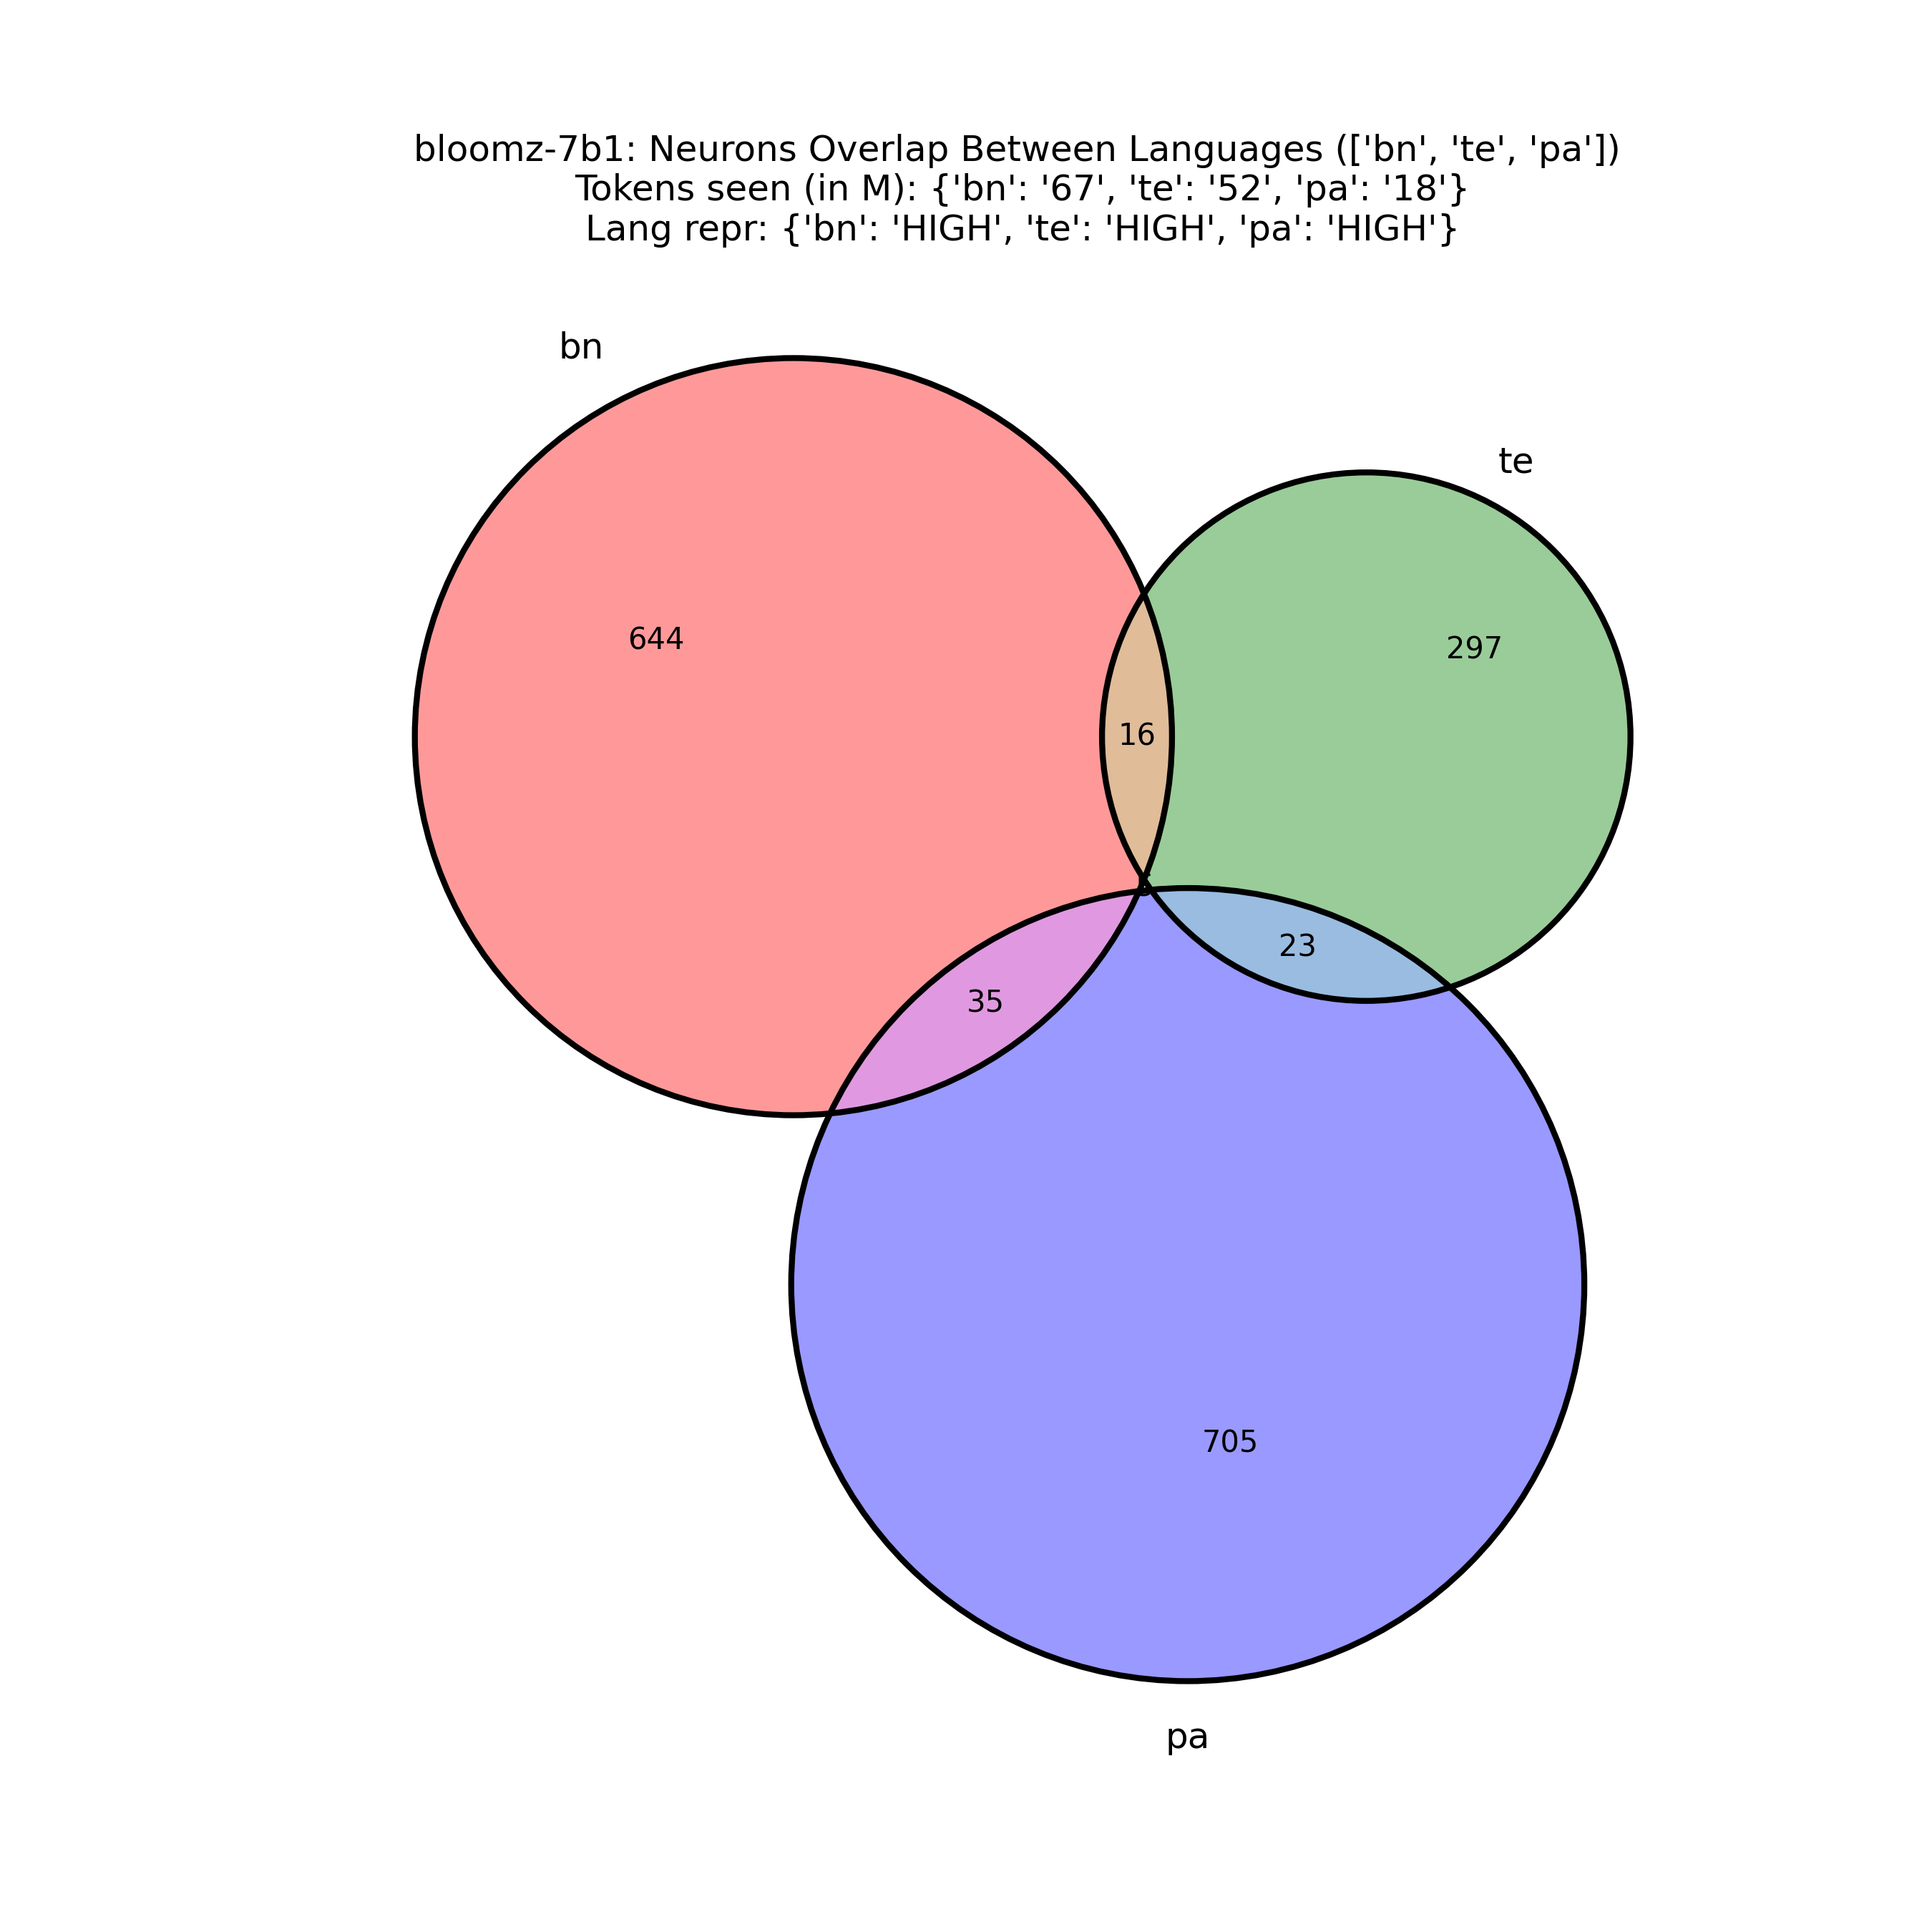 bloomz-7b1: Neurons Overlap Between Languages (['bn', 'te', 'pa'])
Tokens seen (in M): {'bn': '67', 'te': '52', 'pa': '18'}
Lang repr: {'bn': 'HIGH', 'te': 'HIGH', 'pa': 'HIGH'}
bn
te
644
297
16
23
35
705
pa